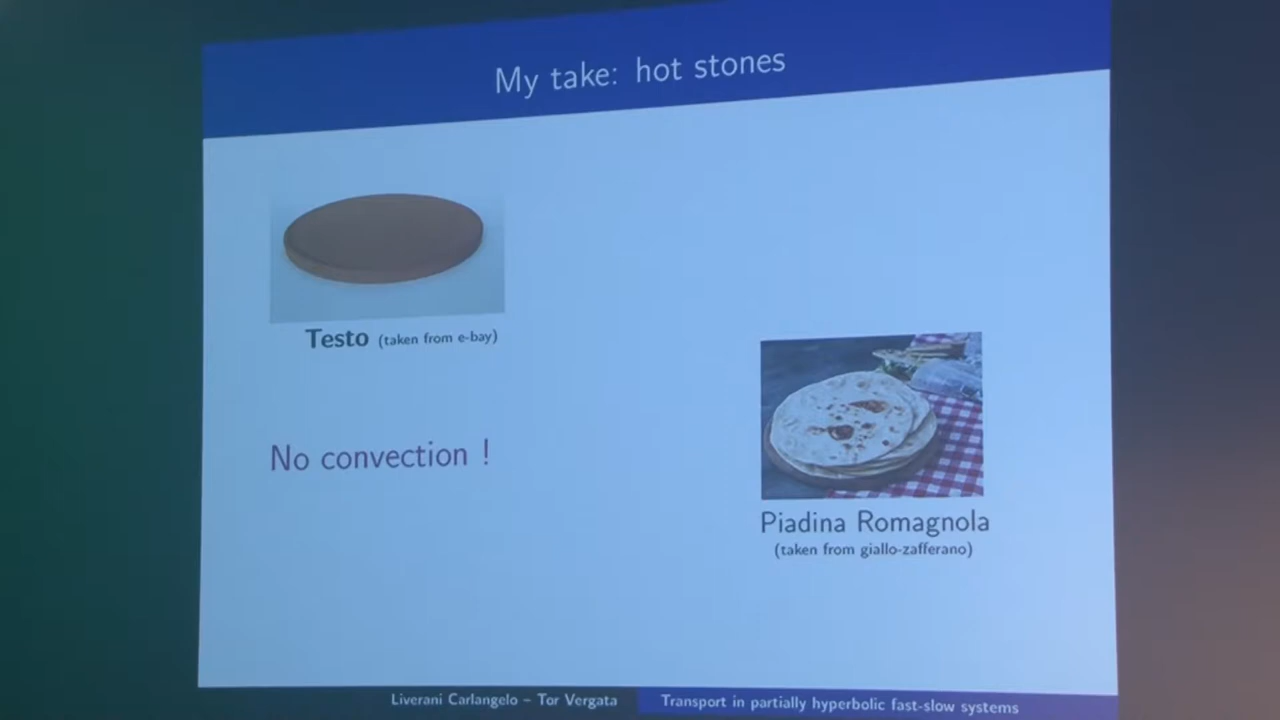 My take: hot stones
Testo (taken from e-bay)
No convection !
Piadina Romagnola
(taken from giallo-zafferano)
Liverani Carlangelo – Tor Vergata
Transport in partially hyperbolic fast-slow systems